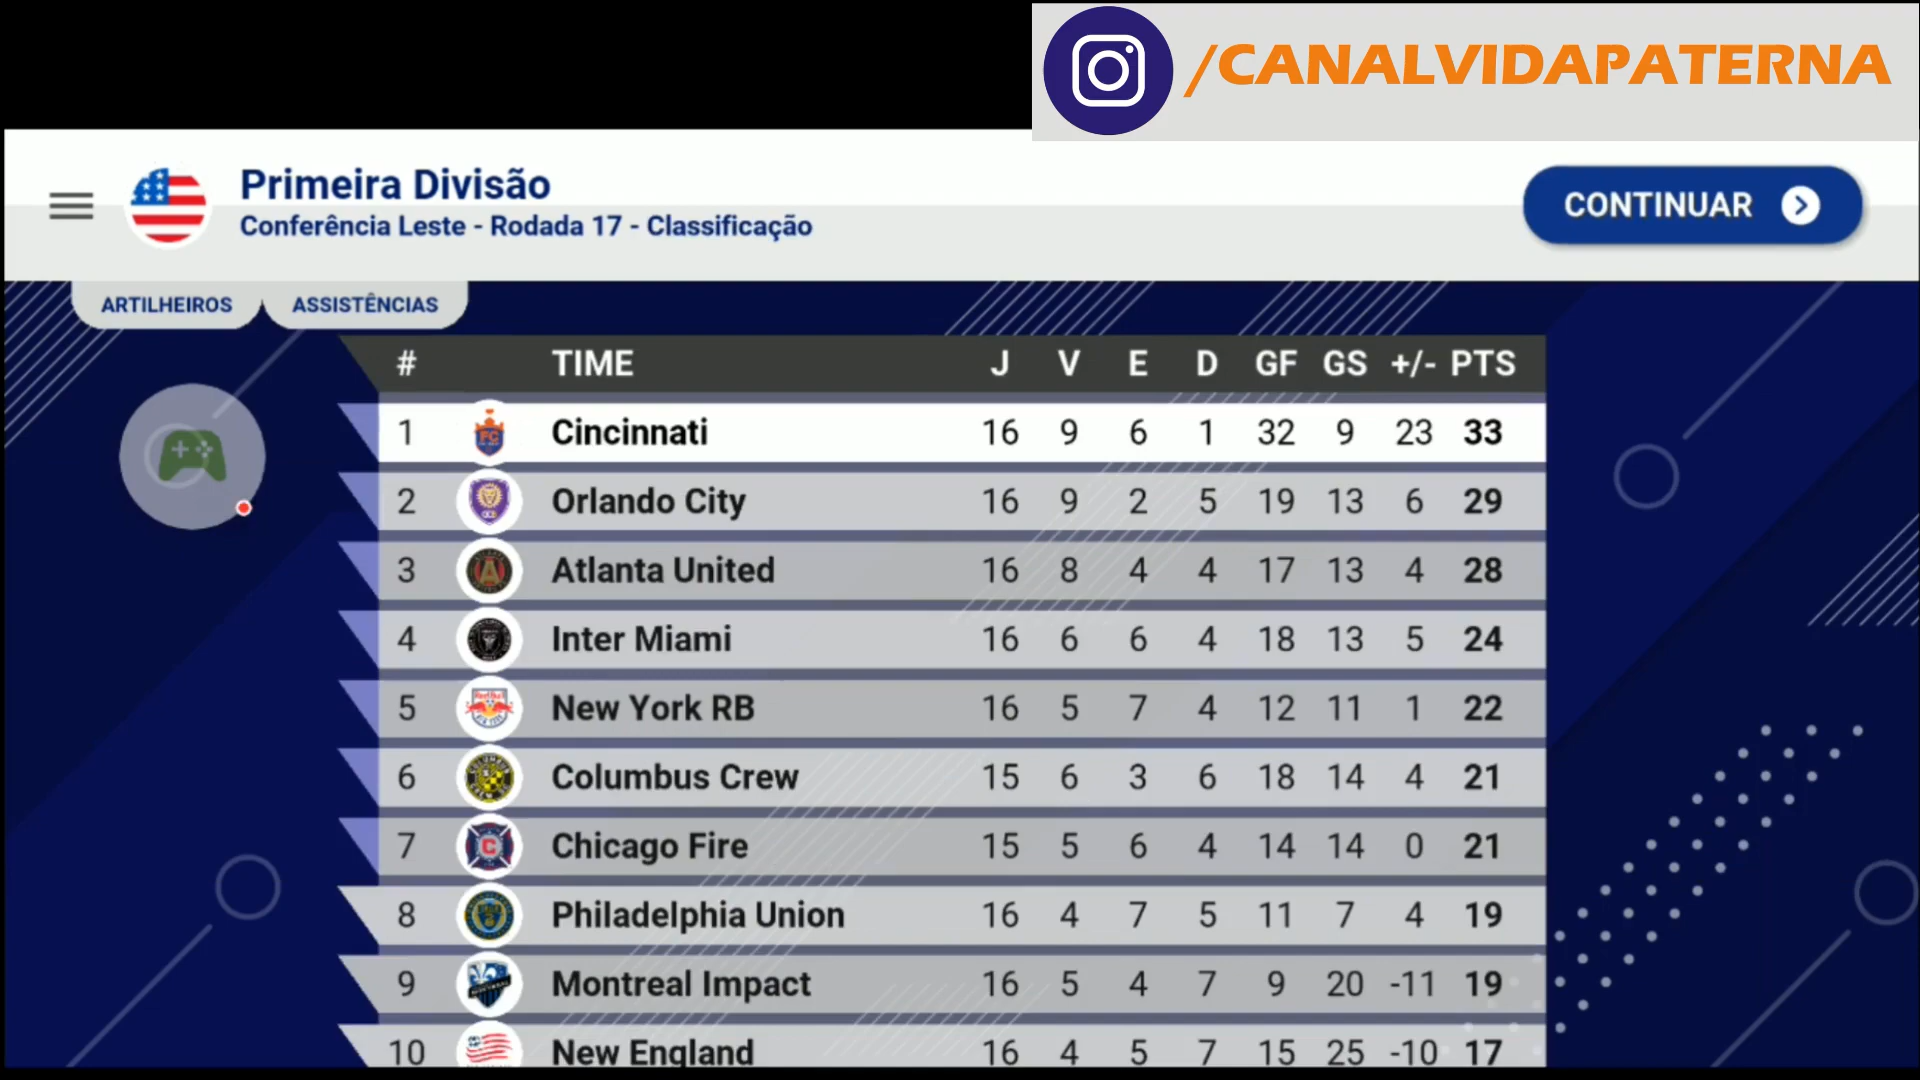 /CANALVIDAPATERNA
Primeira Divisão
Conferência Leste - Rodada 17 - Classificação
CONTINUAR
ARTILHEIROS ASSISTÊNCIAS
# TIME J V E D GF GS +/- PTS
1 Cincinnati 16 9 6 1 32 9 23 33
2 Orlando City 16 9 2 5 19 13 6 29
3 Atlanta United 16 8 4 4 17 13 4 28
4 Inter Miami 16 6 6 4 18 13 5 24
5 New York RB 16 5 7 4 12 11 1 22
6 Columbus Crew 15 6 3 6 18 14 4 21
7 Chicago Fire 15 5 6 4 14 14 0 21
8 Philadelphia Union 16 4 7 5 11 7 4 19
9 Montreal Impact 16 5 4 7 9 20 -11 19
10 New England 16 4 5 7 15 25 -10 17